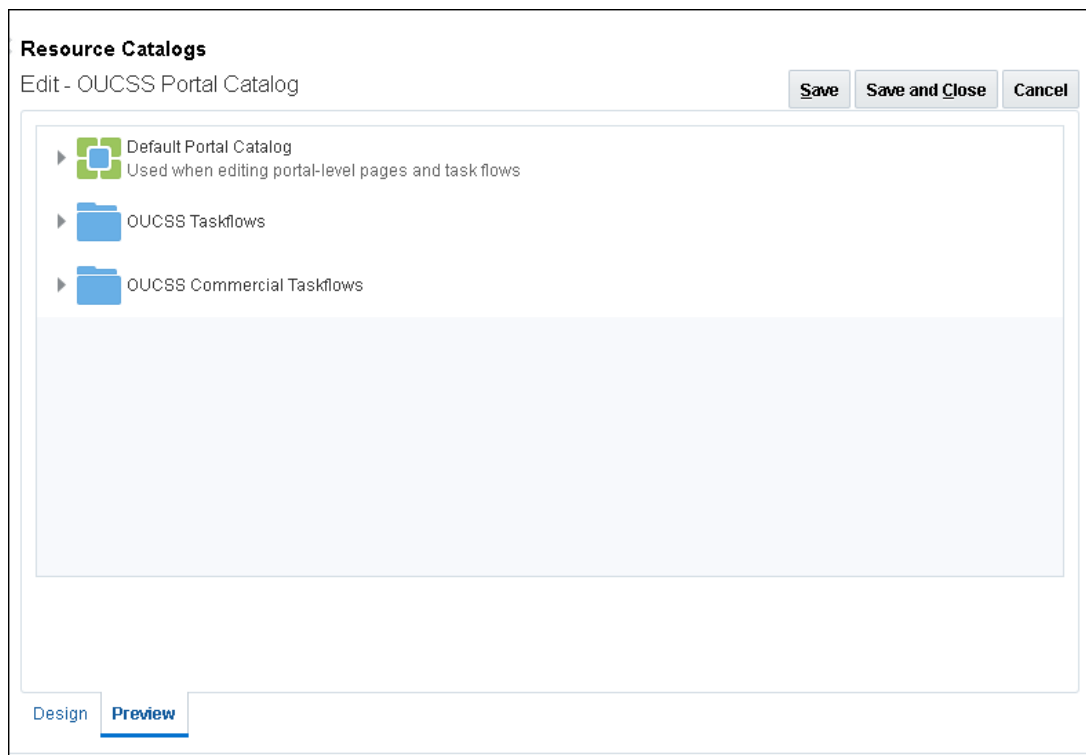 Resource Catalogs
Edit - OUCSS Portal Catalog
Save Save and Close Cancel
Default Portal Catalog
Used when editing portal-level pages and task flows
OUCSS Taskflows
OUCSS Commercial Taskflows
Design Preview